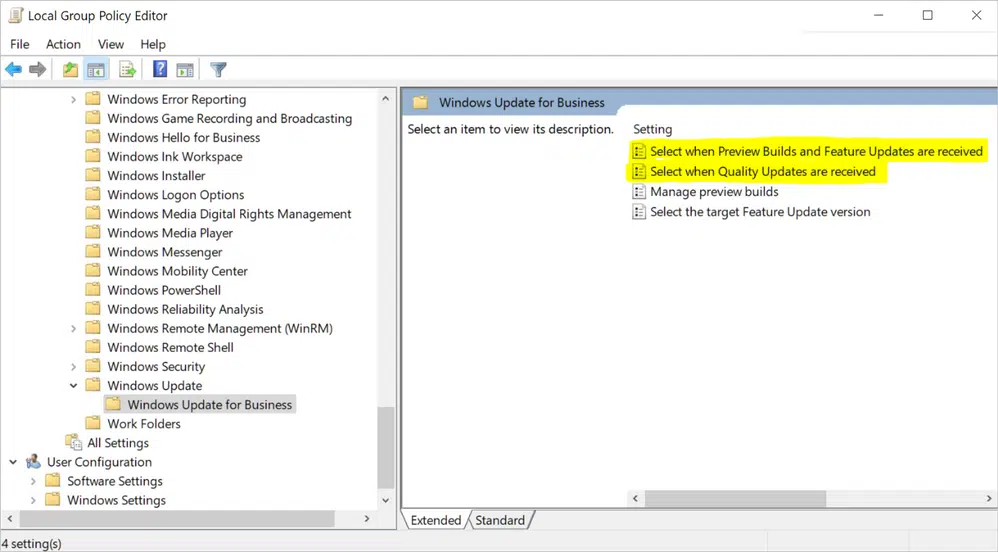 Local Group Policy Editor
File Action View Help
Windows Error Reporting
Windows Game Recording and Broadcasting
Windows Hello for Business
Windows Ink Workspace
Windows Installer
Windows Logon Options
Windows Media Digital Rights Management
Windows Media Player
Windows Messenger
Windows Mobility Center
Windows PowerShell
Windows Reliability Analysis
Windows Remote Management (WinRM)
Windows Remote Shell
Windows Security
Windows Update
Windows Update for Business
Work Folders
All Settings
User Configuration
Software Settings
Windows Settings
Windows Update for Business
Select an item to view its description.
Setting
Select when Preview Builds and Feature Updates are received
Select when Quality Updates are received
Manage preview builds
Select the target Feature Update version
Extended Standard
4 setting(s)